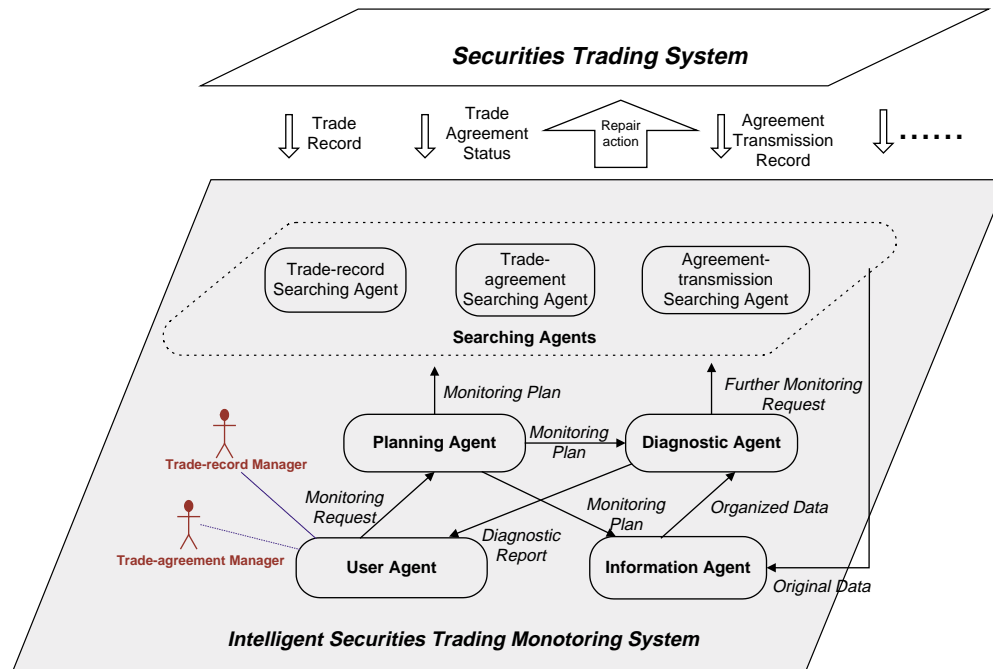 Securities Trading System
Trade
Record
Trade
Agreement
Status
Repair
action
Agreement
Transmission
Record
......
Trade-record
Searching Agent
Trade-
agreement
Searching Agent
Agreement-
transmission
Searching Agent
Searching Agents
Monitoring Plan
Further Monitoring
Request
Planning Agent
Monitoring
Plan
Diagnostic Agent
Trade-record Manager
Monitoring
Request
Monitoring
Plan
Organized Data
Diagnostic
Report
Trade-agreement Manager
User Agent
Information Agent
Original Data
Intelligent Securities Trading Monotoring System